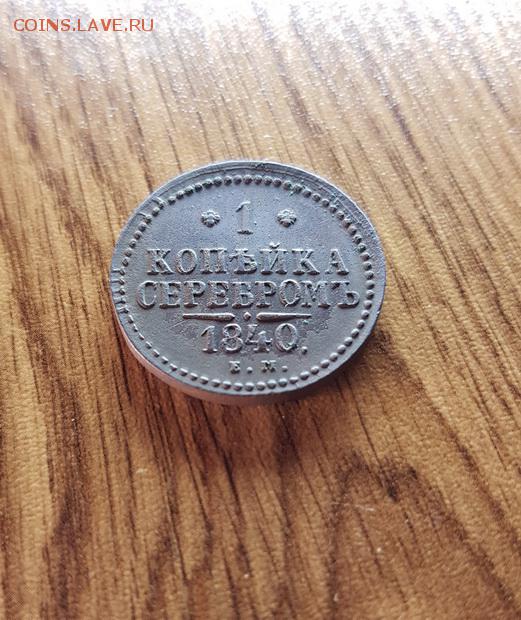 COINS.LAVE.RU
1
КОПѢЙКА
СЕРЕБРОМЪ
1840.
Е. М.